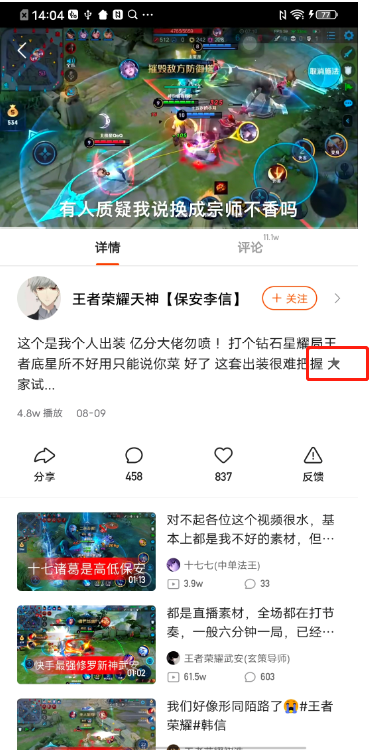 14:04
77
4763/5059
摧毁敌方防御塔
取消施法
534
有人质疑我说换成宗师不香吗
详情
评论
11.1w
王者荣耀天神【保安李信】
+ 关注
这个是我个人出装 亿分大佬勿喷！ 打个钻石星耀局王
者底星所不好用只能说你菜 好了 这套出装很难把握 大
家试...
4.8w 播放 08-09
分享
458
837
反馈
对不起各位这个视频很水，基
本上都是我不好的素材，但…
十七诸葛是高低保安
01:13
十七七(中单法王)
3.9w
33
都是直播素材，全场都在打节
奏，一般六分钟一局，已经…
快手最强修罗新神武安
01:02
王者荣耀武安(玄策导师)
61.5w
603
我们好像形同陌路了😭#王者
荣耀#韩信